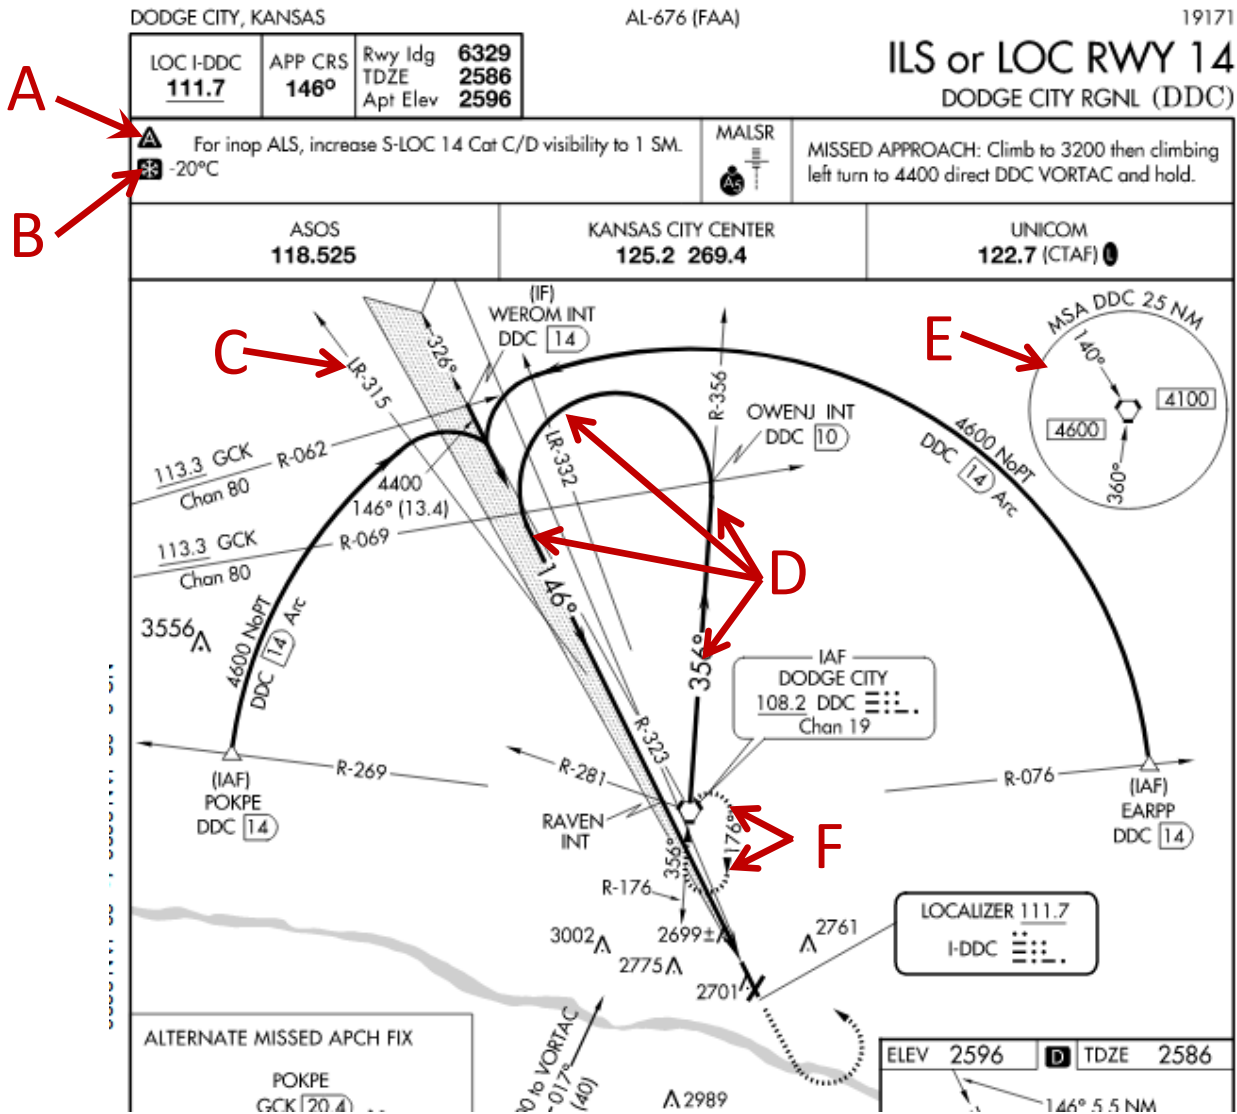 DODGE CITY, KANSAS
AL-676 (FAA)
19171
LOC I-DDC
111.7
APP CRS
146°
Rwy ldg 6329
TDZE 2586
Apt Elev 2596
ILS or LOC RWY 14
DODGE CITY RGNL (DDC)
A
A
For inop ALS, increase S-LOC 14 Cat C/D visibility to 1 SM.
-20°C
B
MALSR
A5
MISSED APPROACH: Climb to 3200 then climbing
left turn to 4400 direct DDC VORTAC and hold.
ASOS
118.525
KANSAS CITY CENTER
125.2 269.4
UNICOM
122.7 (CTAF) L
(IF)
WEROM INT
DDC 14
326°
C
LR-315
E
MSA DDC 25 NM
140°
4100
4600
360°
R-356
OWENJ INT
DDC 10
4600 NoPT
DDC 14 Arc
LR-332
113.3 GCK
Chan 80
R-062
4400
146° (13.4)
113.3 GCK
Chan 80
R-069
D
146°
3556
4600 NoPT
DDC 14 Arc
356°
IAF
DODGE CITY
108.2 DDC
Chan 19
R-323
R-269
R-281
R-076
(IAF)
POKPE
DDC 14
(IAF)
EARPP
DDC 14
RAVEN
INT
F
176°
356°
R-176
LOCALIZER 111.7
I-DDC
3002
2699±
2761
2775
2701
ALTERNATE MISSED APCH FIX
POKPE
GCK 20.4
00 to VORTAC
017°
(40)
2989
ELEV 2596
D
TDZE 2586
146° 5.5 NM